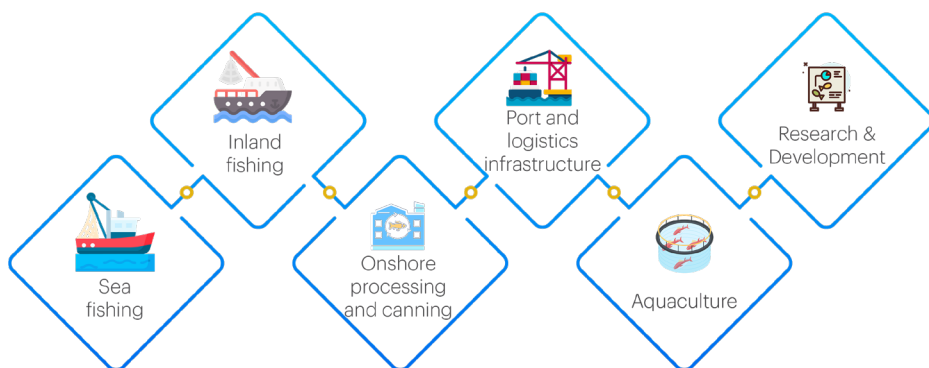 Sea
fishing
Inland
fishing
Onshore
processing
and canning
Port and
logistics
infrastructure
Aquaculture
Research &
Development